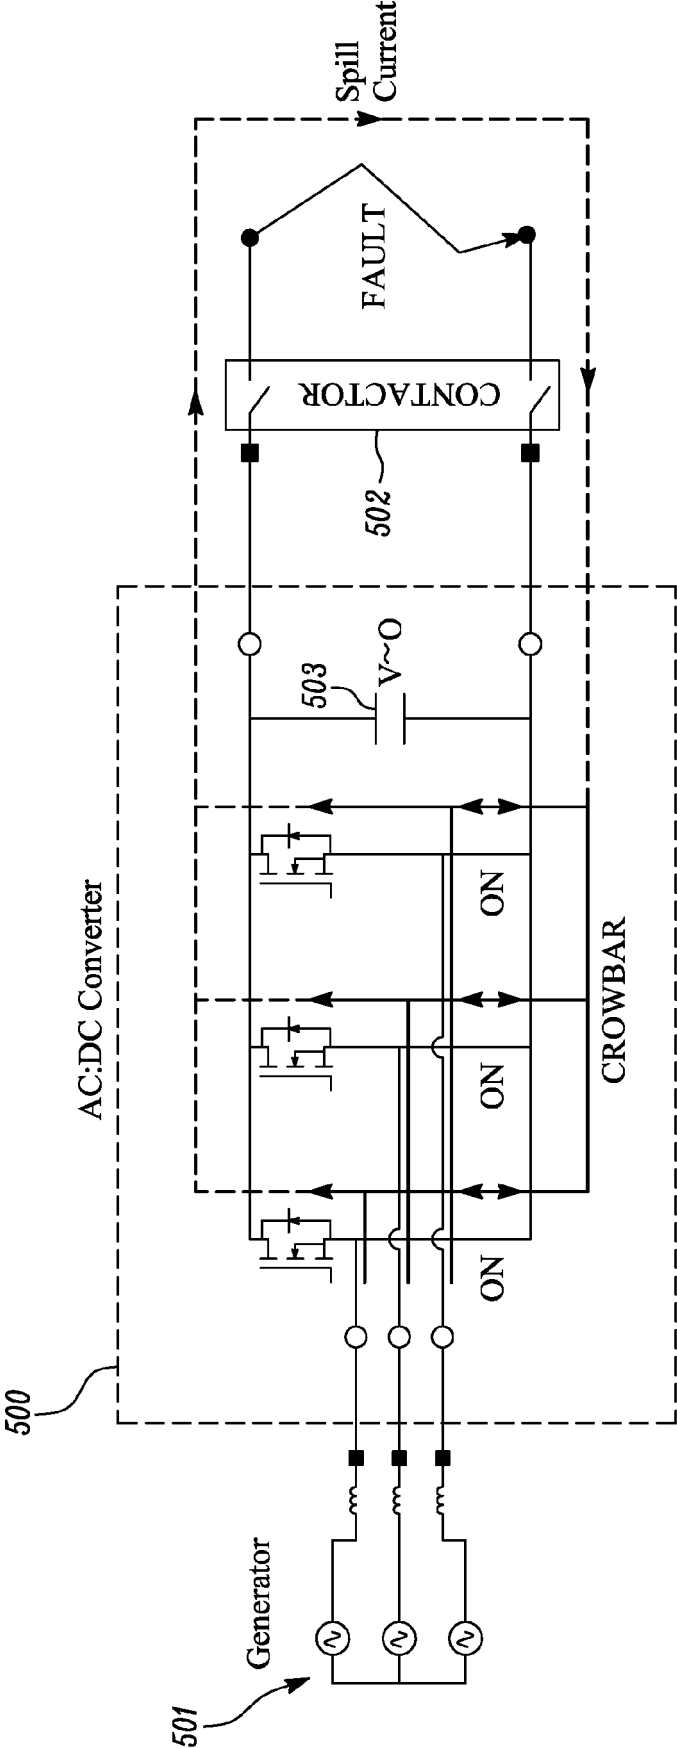 500
AC:DC Converter
501
Generator
ON
ON
ON
CROWBAR
503
V~O
502
CONTACTOR
FAULT
Spill
Current